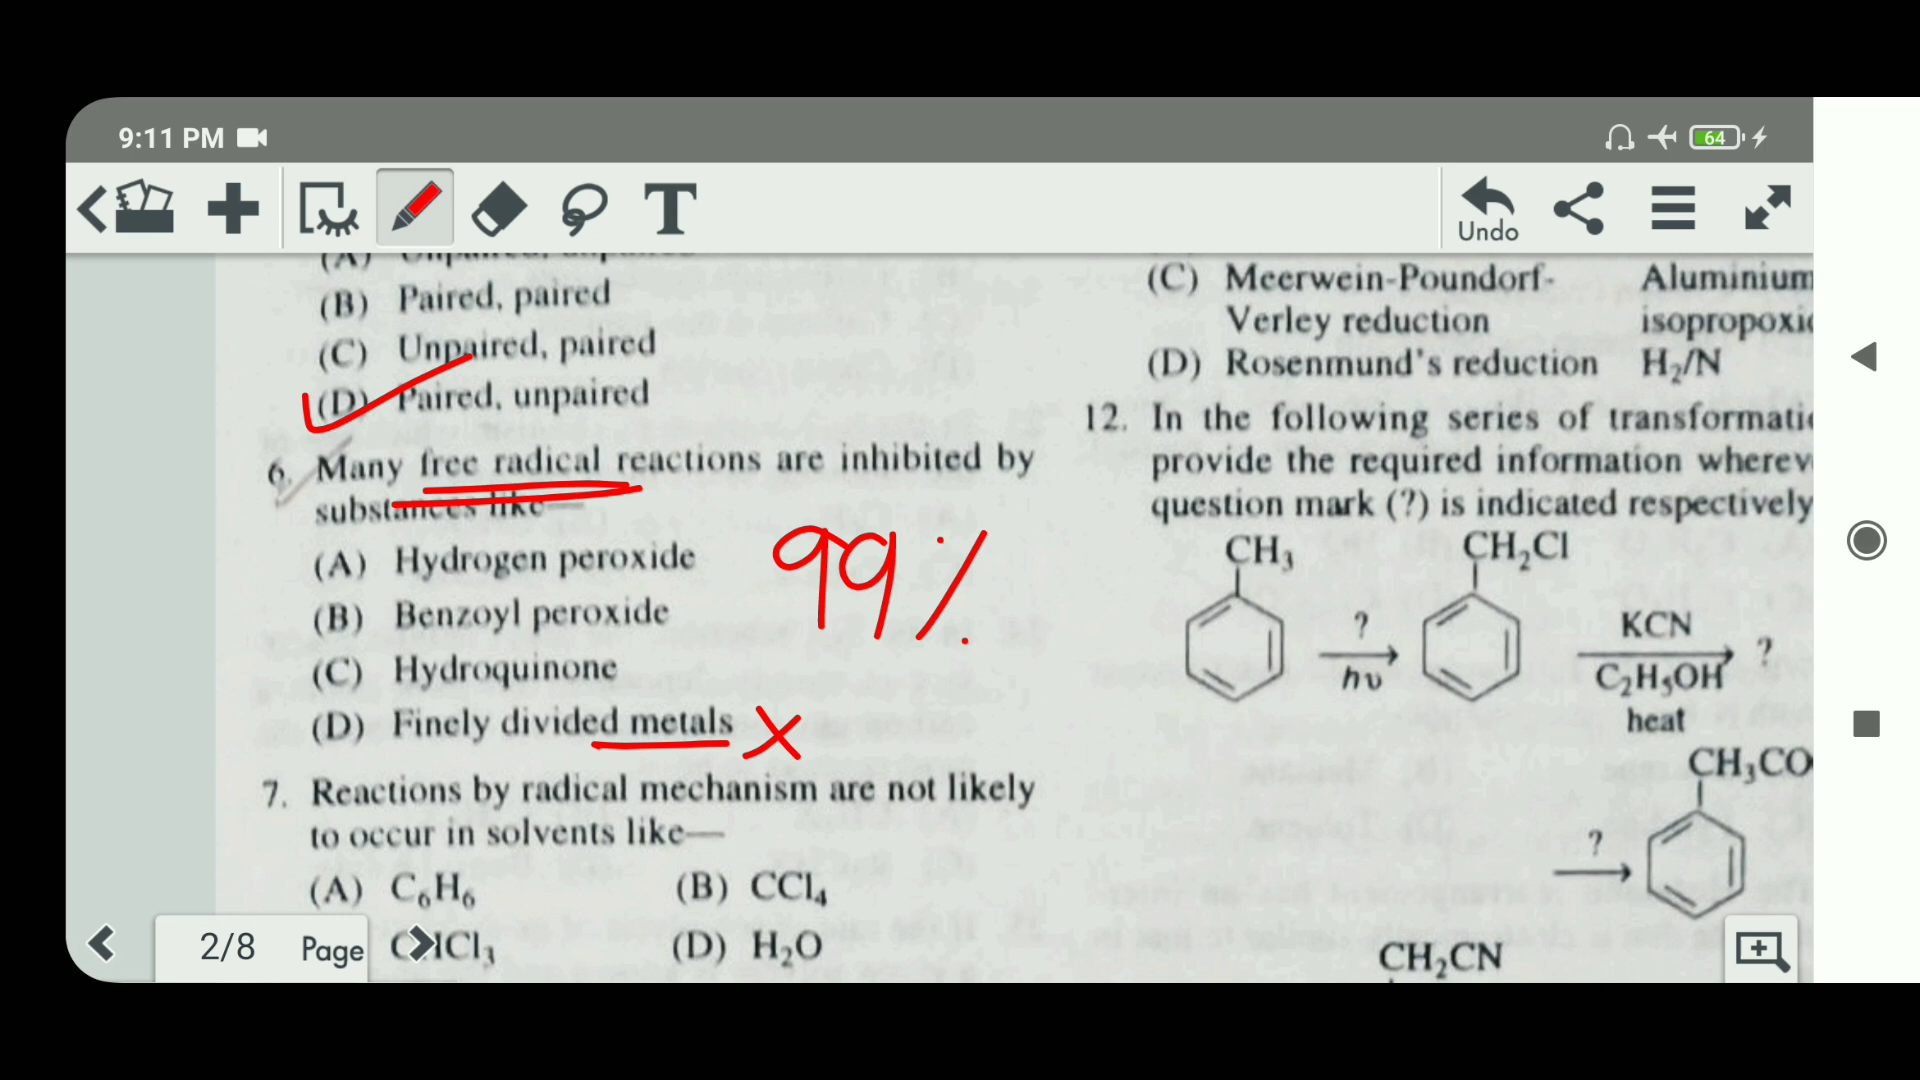 9:11 PM
64
T
Undo
(B) Paired, paired
(C) Unpaired, paired
(D) Paired, unpaired
6. Many free radical reactions are inhibited by
substances like—
(A) Hydrogen peroxide
(B) Benzoyl peroxide
(C) Hydroquinone
(D) Finely divided metals
99%
7. Reactions by radical mechanism are not likely
to occur in solvents like—
(A) C₆H₆ (B) CCl₄
(D) H₂O
2/8 Page
(C) Meerwein-Poundorf- Aluminium
Verley reduction
(D) Rosenmund's reduction H₂/N
12. In the following series of
provide the required information
question mark (?) is indicated respectively
CH₃ CH₂Cl
? KCN ?
hυ C₂H₅OH
heat
CH₃CO
?
CH₂CN